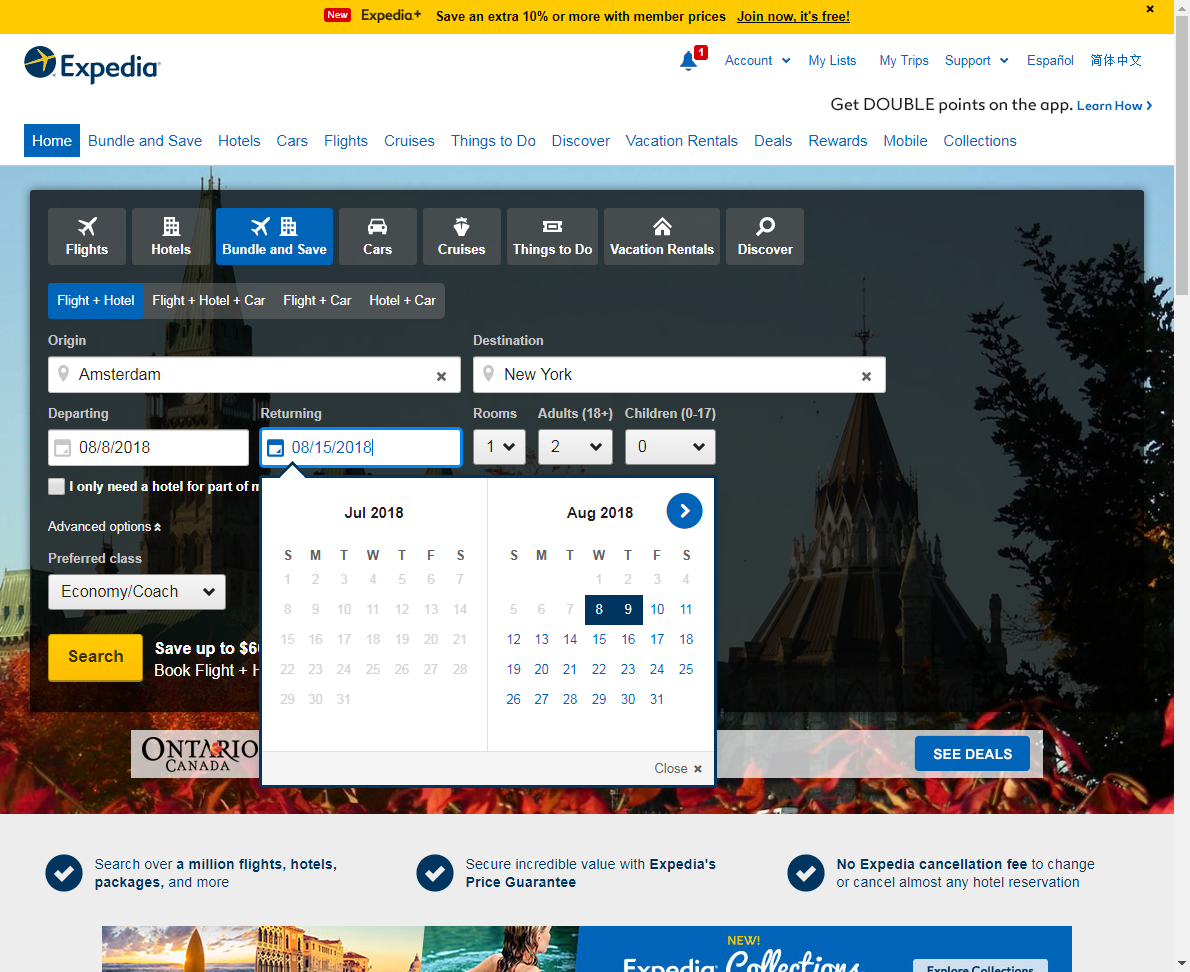 New Expedia+ Save an extra 10% or more with member prices Join now, it's free!
Expedia
1 Account My Lists My Trips Support Español 简体中文
Get DOUBLE points on the app. Learn How
Home Bundle and Save Hotels Cars Flights Cruises Things to Do Discover Vacation Rentals Deals Rewards Mobile Collections
Flights Hotels Bundle and Save Cars Cruises Things to Do Vacation Rentals Discover
Flight + Hotel Flight + Hotel + Car Flight + Car Hotel + Car
Origin Destination
Amsterdam New York
Departing Returning Rooms Adults (18+) Children (0-17)
08/8/2018 08/15/2018 1 2 0
I only need a hotel for part of m
Jul 2018 Aug 2018
Advanced options
Preferred class
S M T W T F S S M T W T F S
1 2 3 4 5 6 7 1 2 3 4
Economy/Coach
8 9 10 11 12 13 14 5 6 7 8 9 10 11
15 16 17 18 19 20 21 12 13 14 15 16 17 18
Search
Save up to $6
Book Flight + H
22 23 24 25 26 27 28 19 20 21 22 23 24 25
29 30 31 26 27 28 29 30 31
ONTARIO
CANADA
SEE DEALS
Close
Search over a million flights, hotels,
packages, and more
Secure incredible value with Expedia's
Price Guarantee
No Expedia cancellation fee to change
or cancel almost any hotel reservation
NEW!
Expedia Collections
Explore Collections